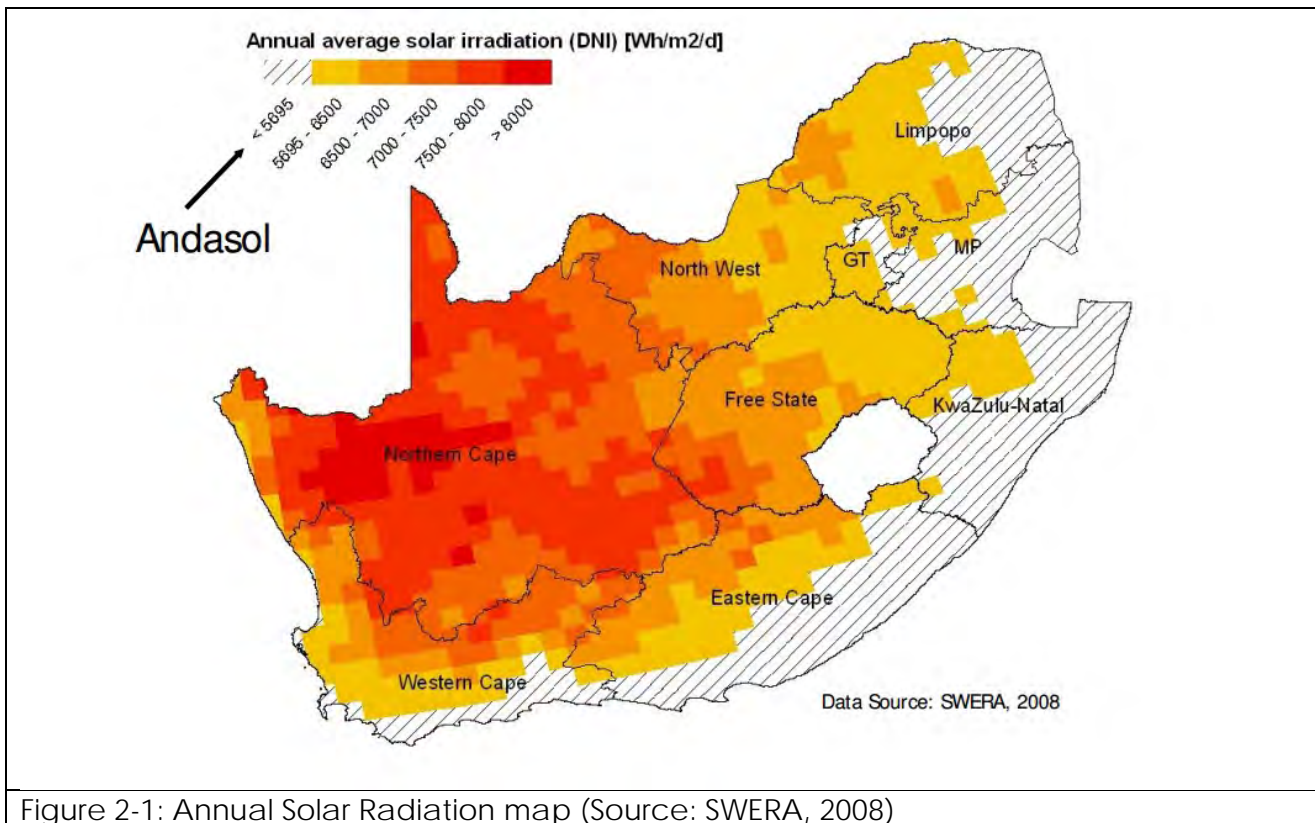 Annual average solar irradiation (DNI) [Wh/m2/d]
< 5695
5695 - 6500
6500 - 7000
7000 - 7500
7500 - 8000
> 8000
Andasol
Limpopo
North West
GT
MP
Free State
KwaZulu-Natal
Northern Cape
Eastern Cape
Western Cape
Data Source: SWERA, 2008
Figure 2-1: Annual Solar Radiation map (Source: SWERA, 2008)